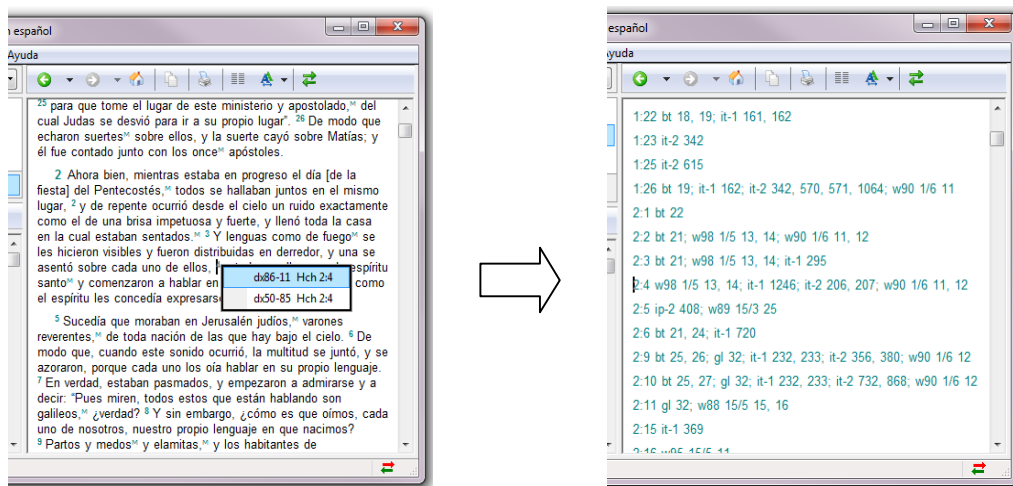 n español
Ayuda
²⁵ para que tome el lugar de este ministerio y apostolado,ᴹ del
cual Judas se desvió para ir a su propio lugar”. ²⁶ De modo que
echaron suertesᴹ sobre ellos, y la suerte cayó sobre Matías; y
él fue contado junto con los onceᴹ apóstoles.
2 Ahora bien, mientras estaba en progreso el día [de la
fiesta] del Pentecostés,ᴹ todos se hallaban juntos en el mismo
lugar, ² y de repente ocurrió desde el cielo un ruido exactamente
como el de una brisa impetuosa y fuerte, y llenó toda la casa
en la cual estaban sentados.ᴹ ³ Y lenguas como de fuegoᴹ se
les hicieron visibles y fueron distribuidas en derredor, y una se
asentó sobre cada uno de ellos, espíritu
santoᴹ y comenzaron a hablar en como
el espíritu les concedía expresars
dx86-11 Hch 2:4
dx50-85 Hch 2:4
⁵ Sucedía que moraban en Jerusalén judíos,ᴹ varones
reverentes,ᴹ de toda nación de las que hay bajo el cielo. ⁶ De
modo que, cuando este sonido ocurrió, la multitud se juntó, y se
azoraron, porque cada uno los oía hablar en su propio lenguaje.
⁷ En verdad, estaban pasmados, y empezaron a admirarse y a
decir: “Pues miren, todos estos que están hablando son
galileos,ᴹ ¿verdad? ⁸ Y sin embargo, ¿cómo es que oímos, cada
uno de nosotros, nuestro propio lenguaje en que nacimos?
⁹ Partos y medosᴹ y elamitas,ᴹ y los habitantes de
español
yuda
1:22 bt 18, 19; it-1 161, 162
1:23 it-2 342
1:25 it-2 615
1:26 bt 19; it-1 162; it-2 342, 570, 571, 1064; w90 1/6 11
2:1 bt 22
2:2 bt 21; w98 1/5 13, 14; w90 1/6 11, 12
2:3 bt 21; w98 1/5 13, 14; it-1 295
2:4 w98 1/5 13, 14; it-1 1246; it-2 206, 207; w90 1/6 11, 12
2:5 ip-2 408; w89 15/3 25
2:6 bt 21, 24; it-1 720
2:9 bt 25, 26; gl 32; it-1 232, 233; it-2 356, 380; w90 1/6 12
2:10 bt 25, 27; gl 32; it-1 232, 233; it-2 732, 868; w90 1/6 12
2:11 gl 32; w88 15/5 15, 16
2:15 it-1 369
2:16 w95 15/5 11